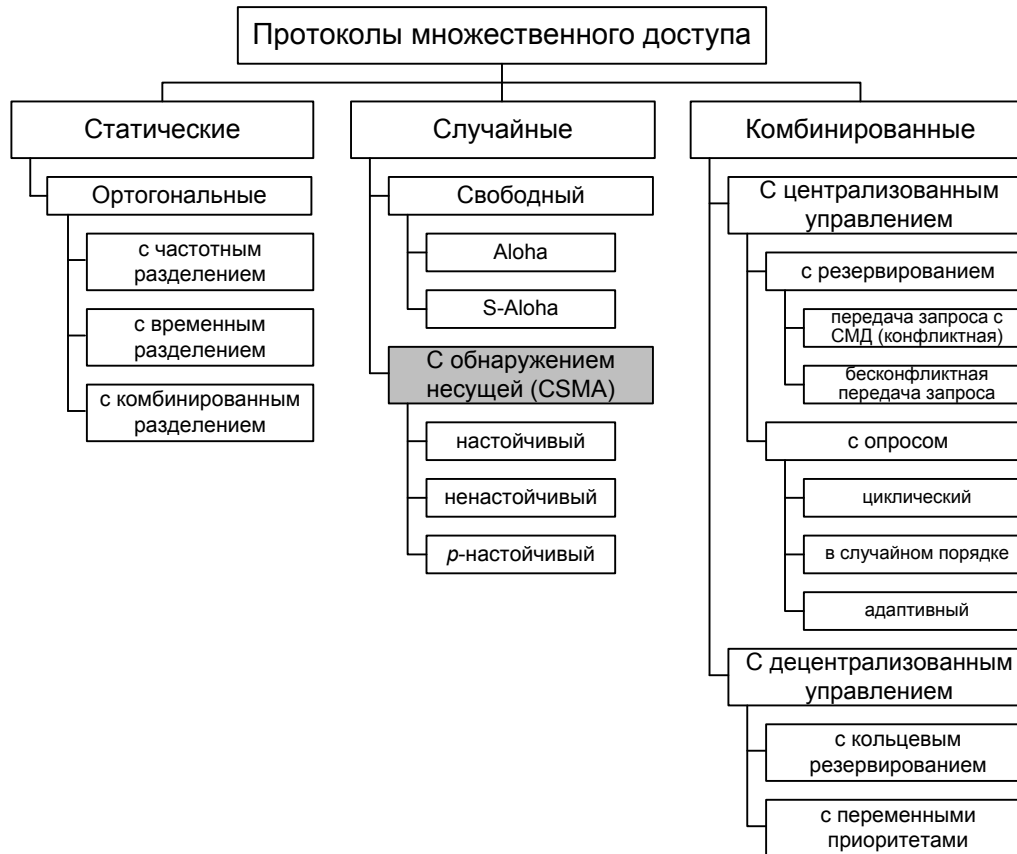 Протоколы множественного доступа
Статические
Ортогональные
с частотным
разделением
с временным
разделением
с комбинированным
разделением
Случайные
Свободный
Aloha
S-Aloha
С обнаружением
несущей (CSMA)
настойчивый
ненастойчивый
p-настойчивый
Комбинированные
С централизованным
управлением
с резервированием
передача запроса с
СМД (конфликтная)
бесконфликтная
передача запроса
с опросом
циклический
в случайном порядке
адаптивный
С децентрализованным
управлением
с кольцевым
резервированием
с переменными
приоритетами